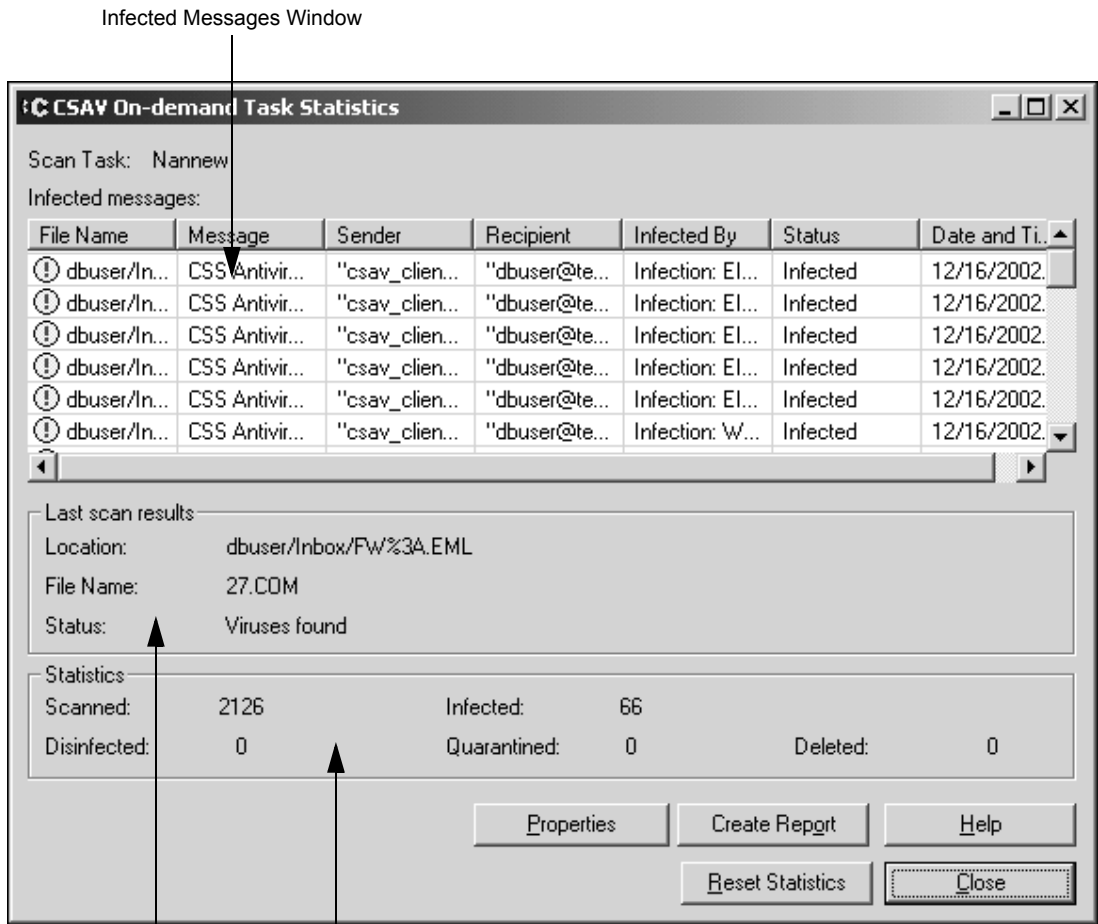 Infected Messages Window
CSAV On-demand Task Statistics
Scan Task: Nannew
Infected messages:
File Name Message Sender Recipient Infected By Status Date and Ti..
dbuser/In... CSS Antivir... "csav_clien... "dbuser@te... Infection: EI... Infected 12/16/2002.
dbuser/In... CSS Antivir... "csav_clien... "dbuser@te... Infection: EI... Infected 12/16/2002.
dbuser/In... CSS Antivir... "csav_clien... "dbuser@te... Infection: EI... Infected 12/16/2002.
dbuser/In... CSS Antivir... "csav_clien... "dbuser@te... Infection: EI... Infected 12/16/2002.
dbuser/In... CSS Antivir... "csav_clien... "dbuser@te... Infection: EI... Infected 12/16/2002.
dbuser/In... CSS Antivir... "csav_clien... "dbuser@te... Infection: W... Infected 12/16/2002.
Last scan results
Location: dbuser/Inbox/FW%3A.EML
File Name: 27.COM
Status: Viruses found
Statistics
Scanned: 2126 Infected: 66
Disinfected: 0 Quarantined: 0 Deleted: 0
Properties Create Report Help
Reset Statistics Close